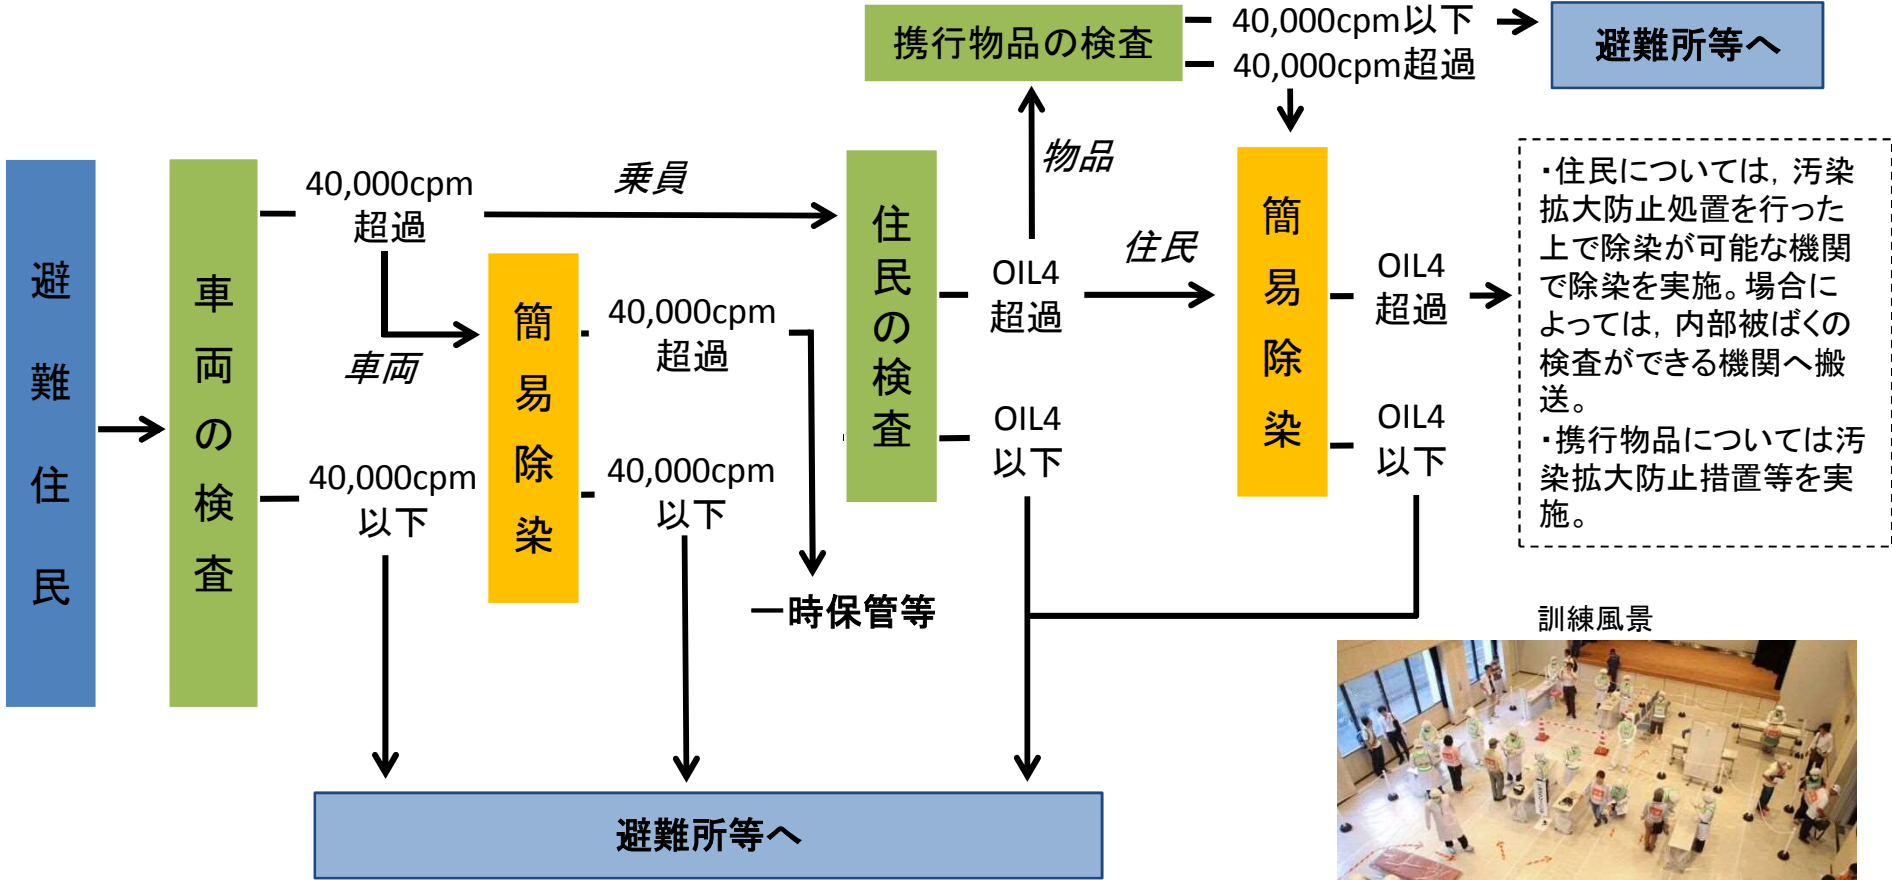 避難住民
車両の検査
40,000cpm
超過
乗員
車両
40,000cpm
以下
簡易除染
40,000cpm
超過
40,000cpm
以下
一時保管等
住民の検査
物品
携行物品の検査
40,000cpm以下
40,000cpm超過
避難所等へ
OIL4
超過
住民
OIL4
以下
簡易除染
OIL4
超過
OIL4
以下
・住民については，汚染
拡大防止処置を行った
上で除染が可能な機関
で除染を実施。場合に
よっては，内部被ばくの
検査ができる機関へ搬
送。
・携行物品については汚
染拡大防止措置等を実
施。
避難所等へ
訓練風景